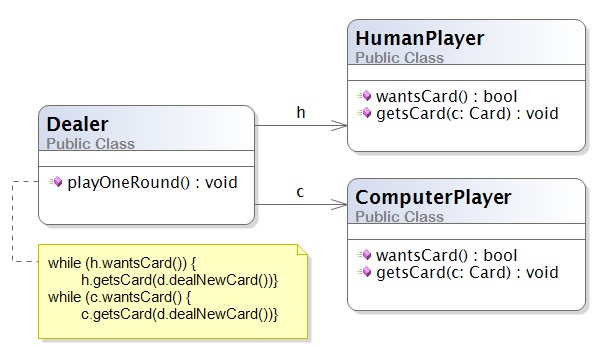 HumanPlayer
Public Class
wantsCard() : bool
getsCard(c: Card) : void
h
Dealer
Public Class
playOneRound() : void
c
ComputerPlayer
Public Class
wantsCard() : bool
getsCard(c: Card) : void
while (h.wantsCard()) {
h.getsCard(d.dealNewCard())}
while (c.wantsCard() {
c.getsCard(d.dealNewCard())}